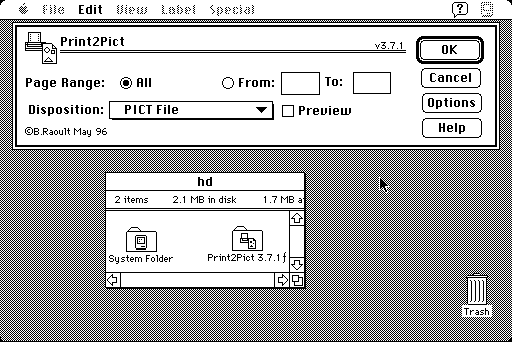 File Edit View Label Special
Print2Pict
v3.7.1
OK
Page Range: All From: To:
Cancel
Disposition: PICT File Preview
Options
©B.Raoult May 96
Help
hd
2 items 2.1 MB in disk 1.7 MB a
System Folder Print2Pict 3.7.1 ƒ
Trash